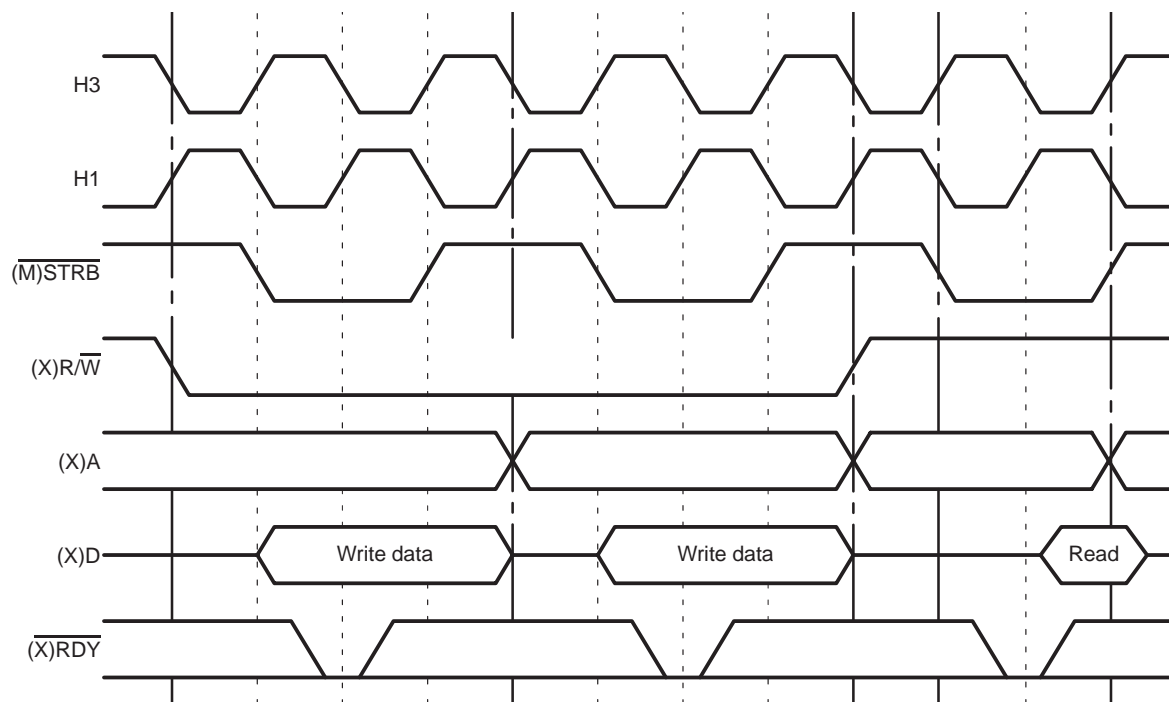 H3
H1
(M)STRB
(X)R/W
(X)A
(X)D Write data Write data Read
(X)RDY